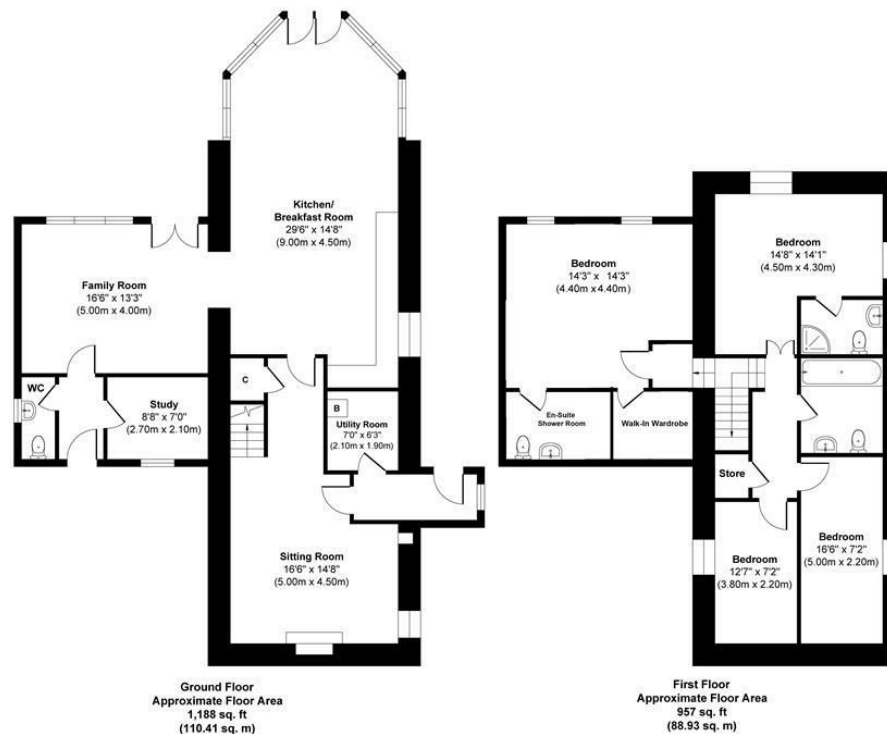 Kitchen/
Breakfast Room
29'6" x 14'8"
(9.00m x 4.50m)
Family Room
16'6" x 13'3"
(5.00m x 4.00m)
WC
Study
8'8" x 7'0"
(2.70m x 2.10m)
C
B
Utility Room
7'0" x 6'3"
(2.10m x 1.90m)
Sitting Room
16'6" x 14'8"
(5.00m x 4.50m)
Ground Floor
Approximate Floor Area
1,188 sq. ft
(110.41 sq. m)
Bedroom
14'8" x 14'1"
(4.50m x 4.30m)
Bedroom
14'3" x 14'3"
(4.40m x 4.40m)
En-Suite
Shower Room
Walk-In Wardrobe
Store
Bedroom
16'6" x 7'2"
(5.00m x 2.20m)
Bedroom
12'7" x 7'2"
(3.80m x 2.20m)
First Floor
Approximate Floor Area
957 sq. ft
(88.93 sq. m)